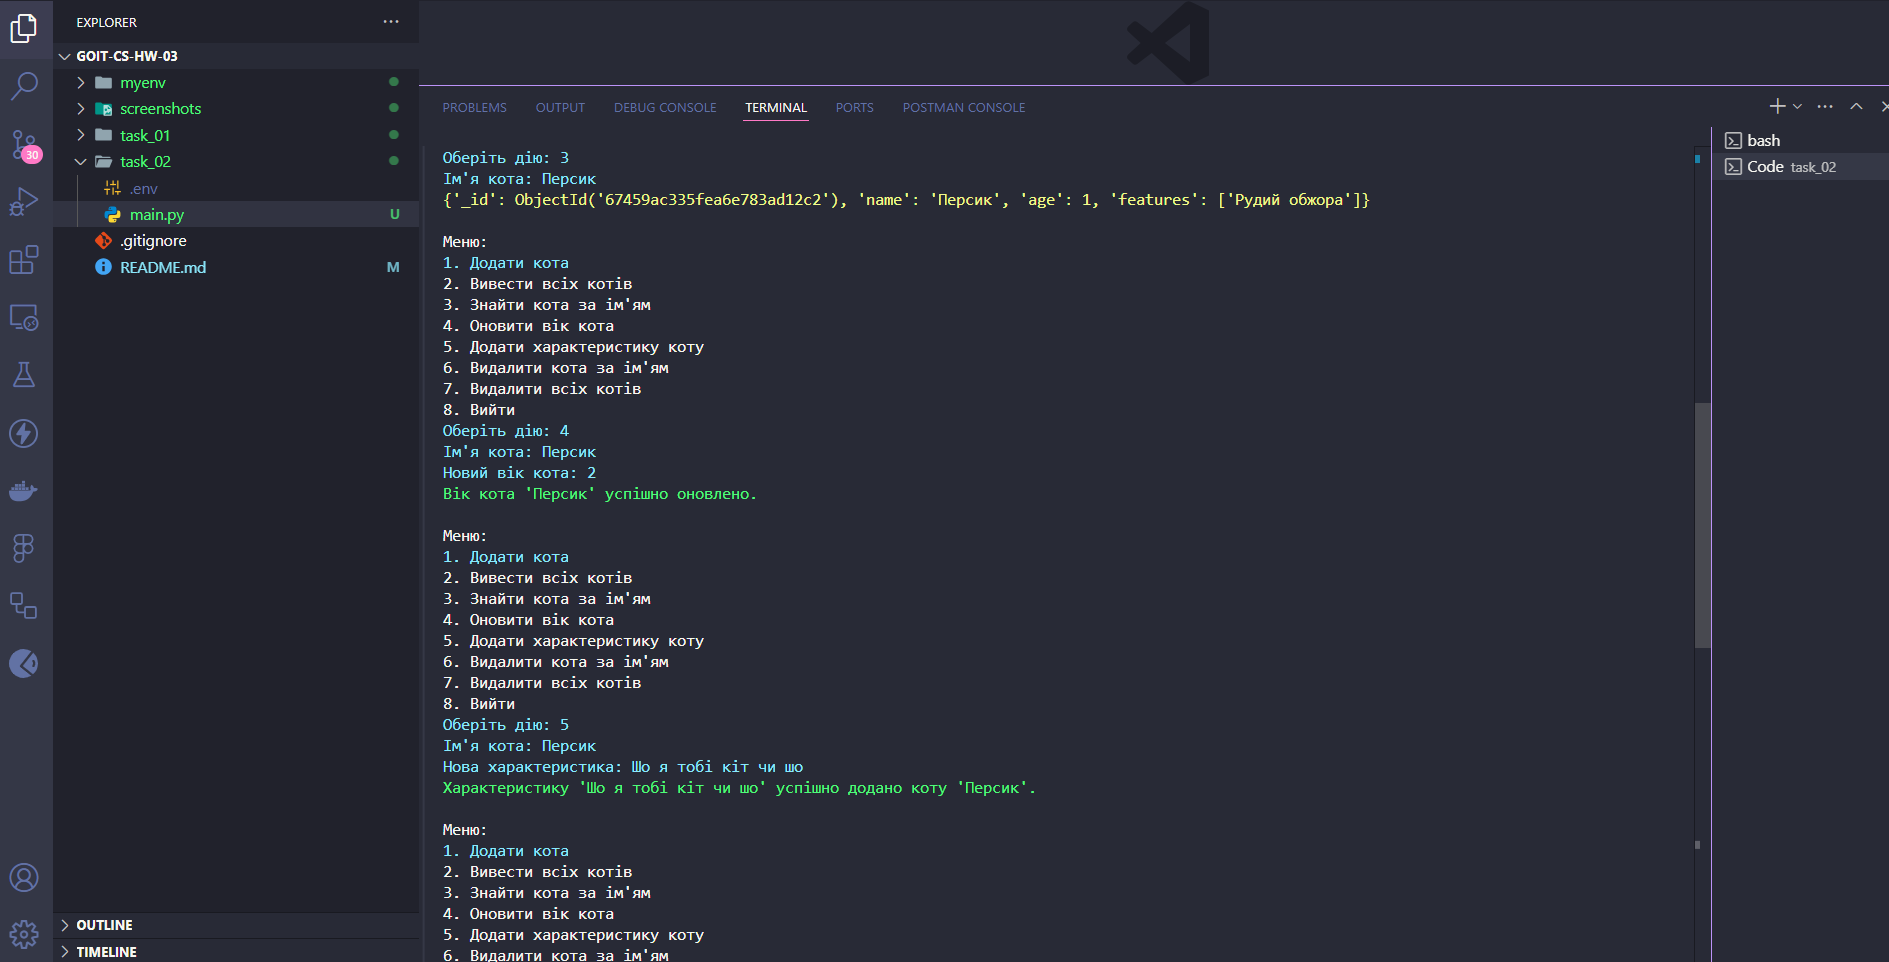 EXPLORER
GOIT-CS-HW-03
myenv
screenshots
task_01
task_02
.env
main.py U
.gitignore
README.md M
30
OUTLINE
TIMELINE
PROBLEMS OUTPUT DEBUG CONSOLE TERMINAL PORTS POSTMAN CONSOLE
Оберіть дію: 3
Ім'я кота: Персик
{'_id': ObjectId('67459ac335fea6e783ad12c2'), 'name': 'Персик', 'age': 1, 'features': ['Рудий обжора']}
Меню:
1. Додати кота
2. Вивести всіх котів
3. Знайти кота за ім'ям
4. Оновити вік кота
5. Додати характеристику коту
6. Видалити кота за ім'ям
7. Видалити всіх котів
8. Вийти
Оберіть дію: 4
Ім'я кота: Персик
Новий вік кота: 2
Вік кота 'Персик' успішно оновлено.
Меню:
1. Додати кота
2. Вивести всіх котів
3. Знайти кота за ім'ям
4. Оновити вік кота
5. Додати характеристику коту
6. Видалити кота за ім'ям
7. Видалити всіх котів
8. Вийти
Оберіть дію: 5
Ім'я кота: Персик
Нова характеристика: Шо я тобі кіт чи шо
Характеристику 'Шо я тобі кіт чи шо' успішно додано коту 'Персик'.
Меню:
1. Додати кота
2. Вивести всіх котів
3. Знайти кота за ім'ям
4. Оновити вік кота
5. Додати характеристику коту
6. Видалити кота за ім'ям
bash
Code task_02